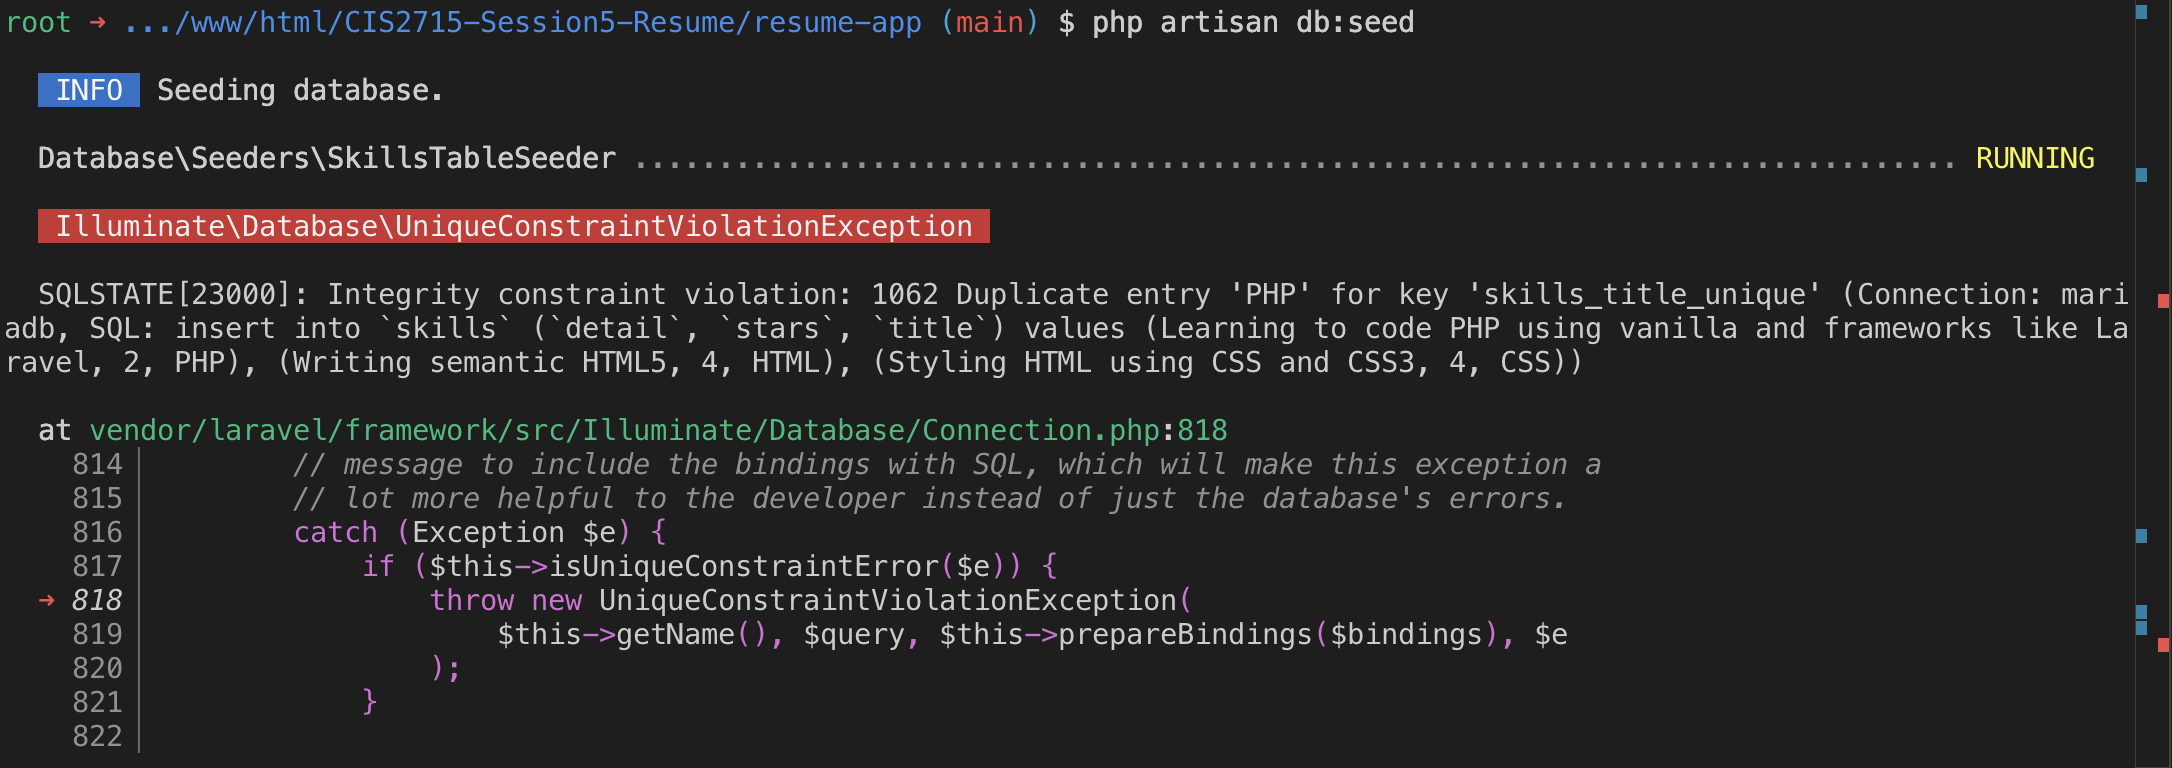 root → .../www/html/CIS2715-Session5-Resume/resume-app (main) $ php artisan db:seed
INFO Seeding database.
Database\Seeders\SkillsTableSeeder .............................................................................. RUNNING
Illuminate\Database\UniqueConstraintViolationException
SQLSTATE[23000]: Integrity constraint violation: 1062 Duplicate entry 'PHP' for key 'skills_title_unique' (Connection: mari
adb, SQL: insert into `skills` (`detail`, `stars`, `title`) values (Learning to code PHP using vanilla and frameworks like La
ravel, 2, PHP), (Writing semantic HTML5, 4, HTML), (Styling HTML using CSS and CSS3, 4, CSS))
at vendor/laravel/framework/src/Illuminate/Database/Connection.php:818
814 // message to include the bindings with SQL, which will make this exception a
815 // lot more helpful to the developer instead of just the database's errors.
816 catch (Exception $e) {
817 if ($this->isUniqueConstraintError($e)) {
→ 818 throw new UniqueConstraintViolationException(
819 $this->getName(), $query, $this->prepareBindings($bindings), $e
820 );
821 }
822